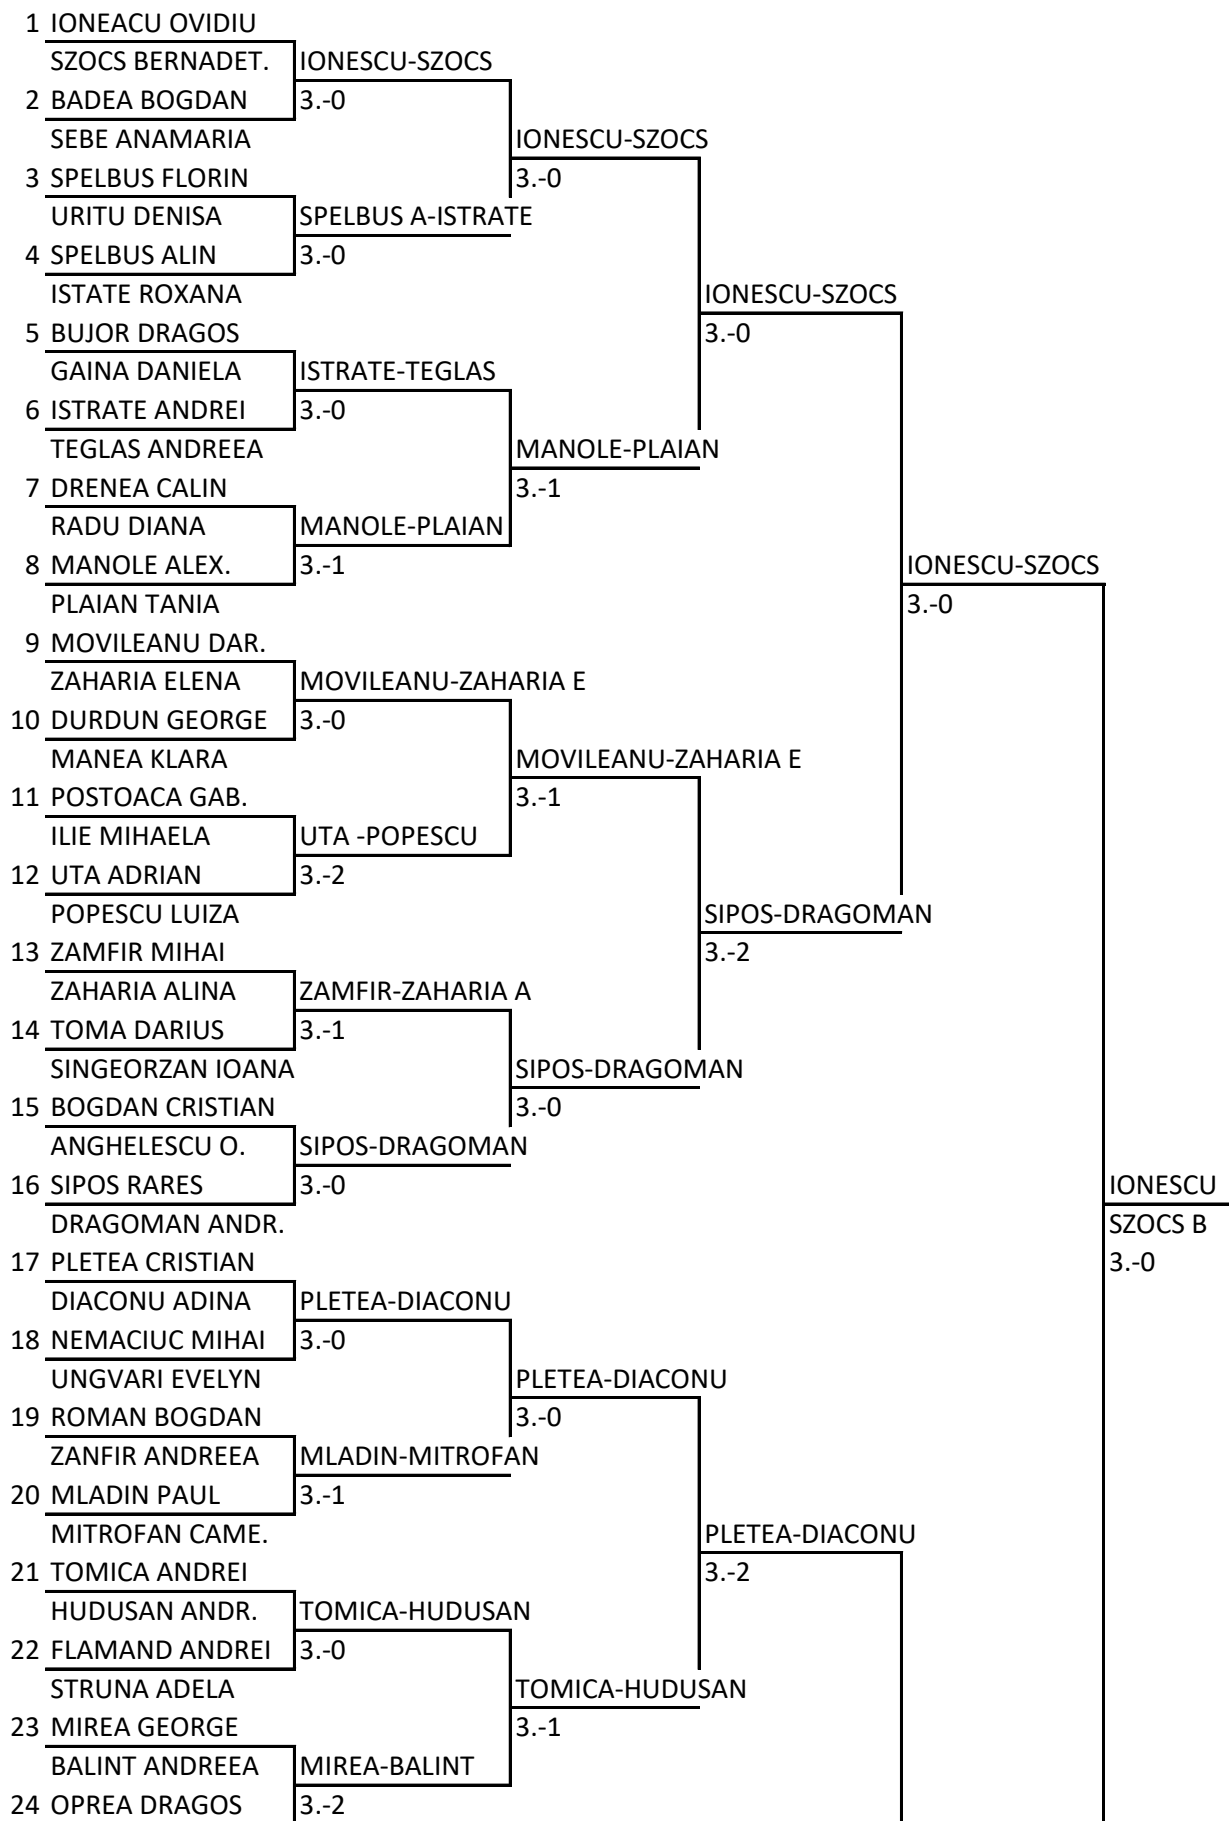 1 IONEACU OVIDIU
SZOCS BERNADET. IONESCU-SZOCS
2 BADEA BOGDAN 3.-0
SEBE ANAMARIA IONESCU-SZOCS
3 SPELBUS FLORIN 3.-0
URITU DENISA SPELBUS A-ISTRATE
4 SPELBUS ALIN 3.-0
ISTATE ROXANA IONESCU-SZOCS
5 BUJOR DRAGOS 3.-0
GAINA DANIELA ISTRATE-TEGLAS
6 ISTRATE ANDREI 3.-0
TEGLAS ANDREEA MANOLE-PLAIAN
7 DRENEA CALIN 3.-1
RADU DIANA MANOLE-PLAIAN
8 MANOLE ALEX. 3.-1 IONESCU-SZOCS
PLAIAN TANIA 3.-0
9 MOVILEANU DAR.
ZAHARIA ELENA MOVILEANU-ZAHARIA E
10 DURDUN GEORGE 3.-0
MANEA KLARA MOVILEANU-ZAHARIA E
11 POSTOACA GAB. 3.-1
ILIE MIHAELA UTA -POPESCU
12 UTA ADRIAN 3.-2
POPESCU LUIZA SIPOS-DRAGOMAN
13 ZAMFIR MIHAI 3.-2
ZAHARIA ALINA ZAMFIR-ZAHARIA A
14 TOMA DARIUS 3.-1
SINGEORZAN IOANA SIPOS-DRAGOMAN
15 BOGDAN CRISTIAN 3.-0
ANGHELESCU O. SIPOS-DRAGOMAN
16 SIPOS RARES 3.-0 IONESCU
DRAGOMAN ANDR. SZOCS B
17 PLETEA CRISTIAN 3.-0
DIACONU ADINA PLETEA-DIACONU
18 NEMACIUC MIHAI 3.-0
UNGVARI EVELYN PLETEA-DIACONU
19 ROMAN BOGDAN 3.-0
ZANFIR ANDREEA MLADIN-MITROFAN
20 MLADIN PAUL 3.-1
MITROFAN CAME. PLETEA-DIACONU
21 TOMICA ANDREI 3.-2
HUDUSAN ANDR. TOMICA-HUDUSAN
22 FLAMAND ANDREI 3.-0
STRUNA ADELA TOMICA-HUDUSAN
23 MIREA GEORGE 3.-1
BALINT ANDREEA MIREA-BALINT
24 OPREA DRAGOS 3.-2